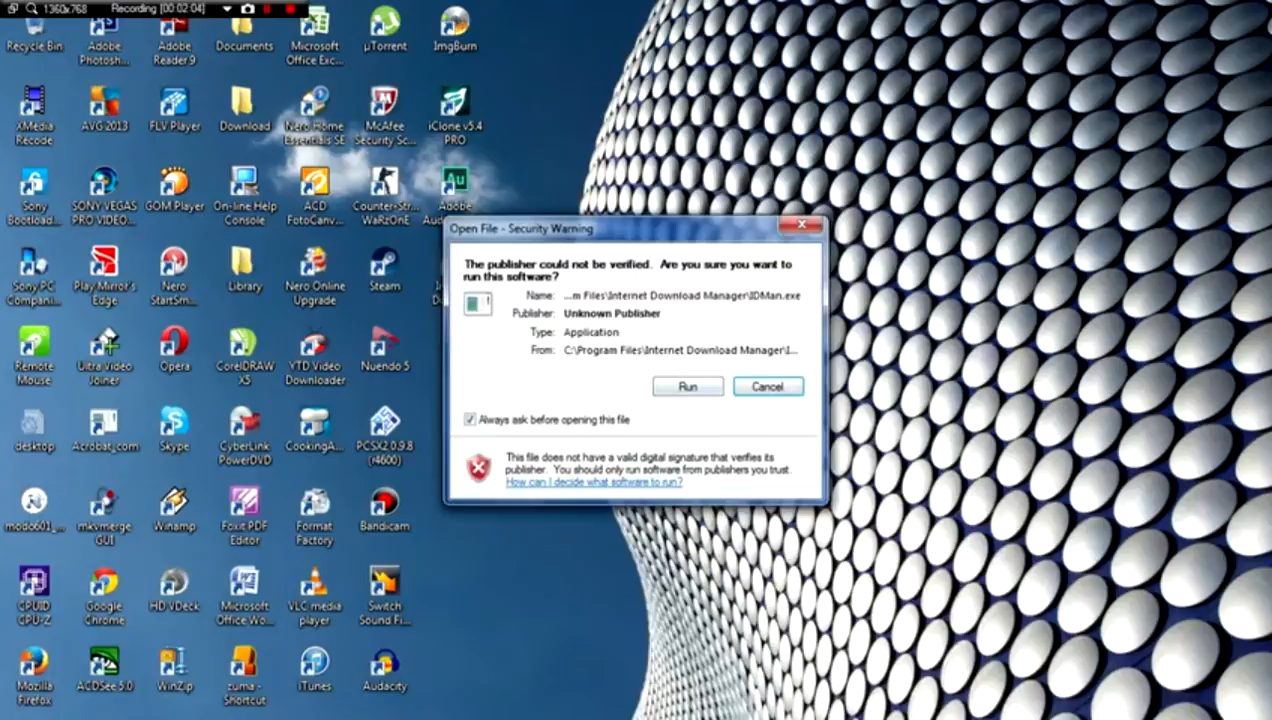 1360x768 Recording [00:02:04]
Recycle Bin
Adobe Photosh...
Adobe Reader 9
Documents
Microsoft Office Exc...
µTorrent
ImgBurn
XMedia Recode
AVG 2013
FLV Player
Download
Nero Home Essentials SE
McAfee Security Sc...
iClone v5.4 PRO
Sony Bootload...
SONY VEGAS PRO VIDEO...
GOM Player
On-line Help Console
ACD FotoCanv...
Counter-Str... WaRzOnE
Adobe
Au
Open File - Security Warning
The publisher could not be verified. Are you sure you want to
run this software?
Name: ...m Files\Internet Download Manager\IDMan.exe
Publisher: Unknown Publisher
Type: Application
From: C:\Program Files\Internet Download Manager\I...
Run Cancel
Always ask before opening this file
This file does not have a valid digital signature that verifies its
publisher. You should only run software from publishers you trust.
How can I decide what software to run?
Sony PC Compani...
Play Mirror's Edge
Nero StartSm...
Library
Nero Online Upgrade
Steam
Remote Mouse
Ultra Video Joiner
Opera
CorelDRAW X5
YTD Video Downloader
Nuendo 5
desktop
Acrobat_com
Skype
CyberLink PowerDVD
CookingA...
PCSX2.0.9.8 (r4600)
modo601_...
mkvmerge GUI
Winamp
Foxit PDF Editor
Format Factory
Bandicam
CPUID CPU-Z
Google Chrome
HD VDeck
Microsoft Office Wo...
VLC media player
Switch Sound Fi...
Mozilla Firefox
ACDSee 5.0
WinZip
zuma - Shortcut
iTunes
Audacity